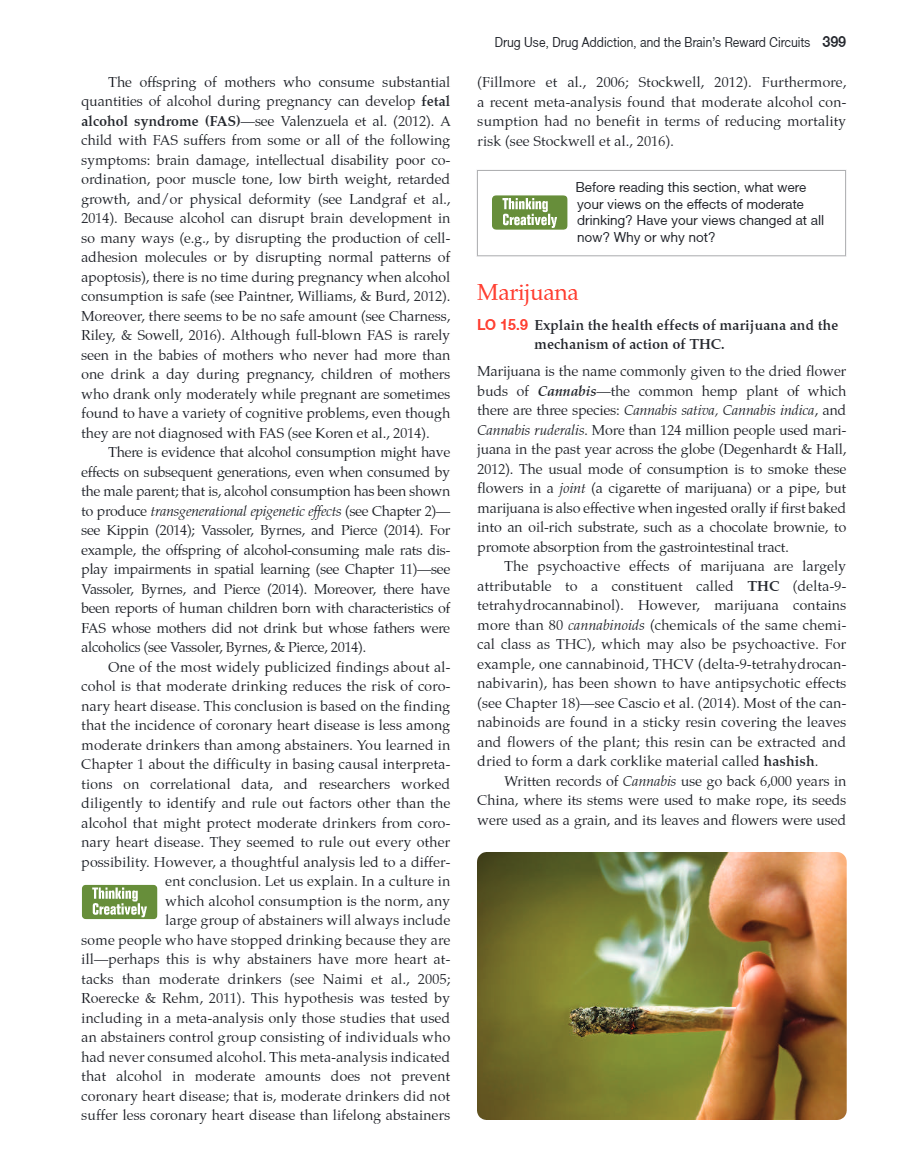 Drug Use, Drug Addiction, and the Brain’s Reward Circuits 399
The offspring of mothers who consume substantial
quantities of alcohol during pregnancy can develop fetal
alcohol syndrome (FAS)—see Valenzuela et al. (2012). A
child with FAS suffers from some or all of the following
symptoms: brain damage, intellectual disability poor co-
ordination, poor muscle tone, low birth weight, retarded
growth, and/or physical deformity (see Landgraf et al.,
2014). Because alcohol can disrupt brain development in
so many ways (e.g., by disrupting the production of cell-
adhesion molecules or by disrupting normal patterns of
apoptosis), there is no time during pregnancy when alcohol
consumption is safe (see Paintner, Williams, & Burd, 2012).
Moreover, there seems to be no safe amount (see Charness,
Riley, & Sowell, 2016). Although full-blown FAS is rarely
seen in the babies of mothers who never had more than
one drink a day during pregnancy, children of mothers
who drank only moderately while pregnant are sometimes
found to have a variety of cognitive problems, even though
they are not diagnosed with FAS (see Koren et al., 2014).
There is evidence that alcohol consumption might have
effects on subsequent generations, even when consumed by
the male parent; that is, alcohol consumption has been shown
to produce transgenerational epigenetic effects (see Chapter 2)—
see Kippin (2014); Vassoler, Byrnes, and Pierce (2014). For
example, the offspring of alcohol-consuming male rats dis-
play impairments in spatial learning (see Chapter 11)—see
Vassoler, Byrnes, and Pierce (2014). Moreover, there have
been reports of human children born with characteristics of
FAS whose mothers did not drink but whose fathers were
alcoholics (see Vassoler, Byrnes, & Pierce, 2014).
One of the most widely publicized findings about al-
cohol is that moderate drinking reduces the risk of coro-
nary heart disease. This conclusion is based on the finding
that the incidence of coronary heart disease is less among
moderate drinkers than among abstainers. You learned in
Chapter 1 about the difficulty in basing causal interpreta-
tions on correlational data, and researchers worked
diligently to identify and rule out factors other than the
alcohol that might protect moderate drinkers from coro-
nary heart disease. They seemed to rule out every other
possibility. However, a thoughtful analysis led to a differ-
Thinking
Creatively
ent conclusion. Let us explain. In a culture in
which alcohol consumption is the norm, any
large group of abstainers will always include
some people who have stopped drinking because they are
ill—perhaps this is why abstainers have more heart at-
tacks than moderate drinkers (see Naimi et al., 2005;
Roerecke & Rehm, 2011). This hypothesis was tested by
including in a meta-analysis only those studies that used
an abstainers control group consisting of individuals who
had never consumed alcohol. This meta-analysis indicated
that alcohol in moderate amounts does not prevent
coronary heart disease; that is, moderate drinkers did not
suffer less coronary heart disease than lifelong abstainers
(Fillmore et al., 2006; Stockwell, 2012). Furthermore,
a recent meta-analysis found that moderate alcohol con-
sumption had no benefit in terms of reducing mortality
risk (see Stockwell et al., 2016).
Thinking
Creatively
Before reading this section, what were
your views on the effects of moderate
drinking? Have your views changed at all
now? Why or why not?
Marijuana
LO 15.9 Explain the health effects of marijuana and the
mechanism of action of THC.
Marijuana is the name commonly given to the dried flower
buds of Cannabis—the common hemp plant of which
there are three species: Cannabis sativa, Cannabis indica, and
Cannabis ruderalis. More than 124 million people used mari-
juana in the past year across the globe (Degenhardt & Hall,
2012). The usual mode of consumption is to smoke these
flowers in a joint (a cigarette of marijuana) or a pipe, but
marijuana is also effective when ingested orally if first baked
into an oil-rich substrate, such as a chocolate brownie, to
promote absorption from the gastrointestinal tract.
The psychoactive effects of marijuana are largely
attributable to a constituent called THC (delta-9-
tetrahydrocannabinol). However, marijuana contains
more than 80 cannabinoids (chemicals of the same chemi-
cal class as THC), which may also be psychoactive. For
example, one cannabinoid, THCV (delta-9-tetrahydrocan-
nabivarin), has been shown to have antipsychotic effects
(see Chapter 18)—see Cascio et al. (2014). Most of the can-
nabinoids are found in a sticky resin covering the leaves
and flowers of the plant; this resin can be extracted and
dried to form a dark corklike material called hashish.
Written records of Cannabis use go back 6,000 years in
China, where its stems were used to make rope, its seeds
were used as a grain, and its leaves and flowers were used